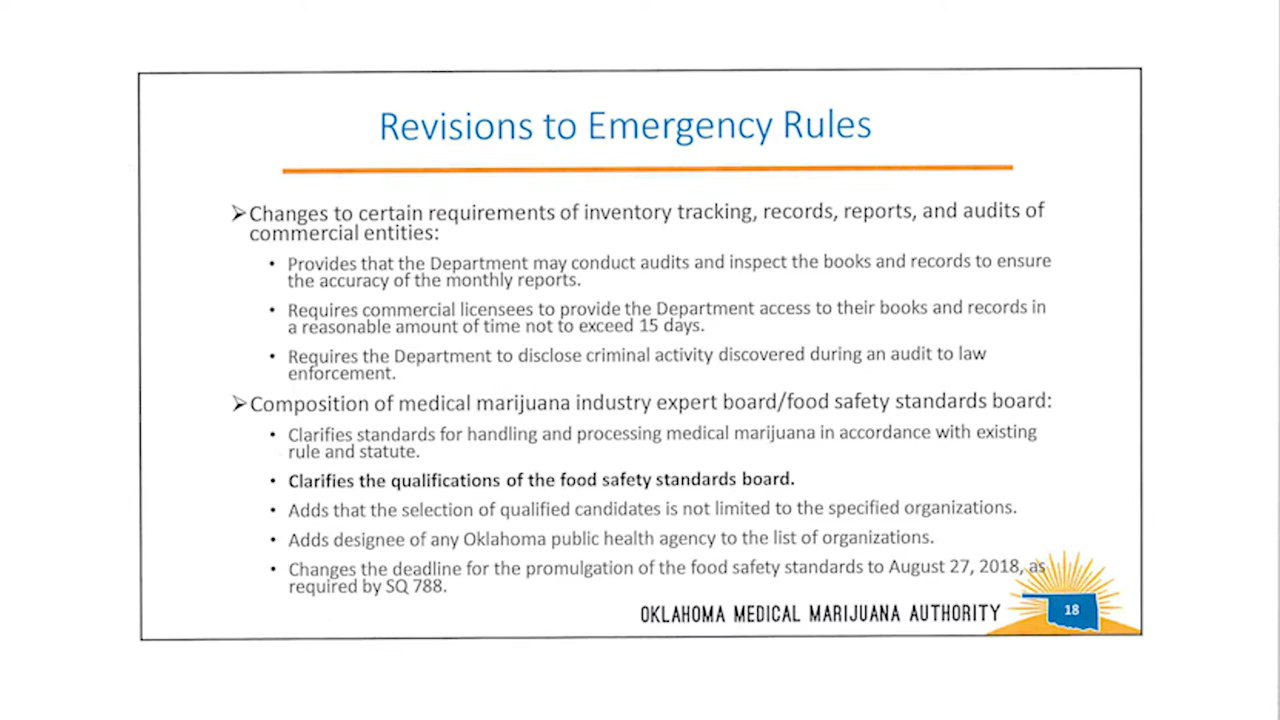 Revisions to Emergency Rules
➢Changes to certain requirements of inventory tracking, records, reports, and audits of
commercial entities:
• Provides that the Department may conduct audits and inspect the books and records to ensure
the accuracy of the monthly reports.
• Requires commercial licensees to provide the Department access to their books and records in
a reasonable amount of time not to exceed 15 days.
• Requires the Department to disclose criminal activity discovered during an audit to law
enforcement.
➢Composition of medical marijuana industry expert board/food safety standards board:
• Clarifies standards for handling and processing medical marijuana in accordance with existing
rule and statute.
• Clarifies the qualifications of the food safety standards board.
• Adds that the selection of qualified candidates is not limited to the specified organizations.
• Adds designee of any Oklahoma public health agency to the list of organizations.
• Changes the deadline for the promulgation of the food safety standards to August 27, 2018, as
required by SQ 788.
OKLAHOMA MEDICAL MARIJUANA AUTHORITY
18